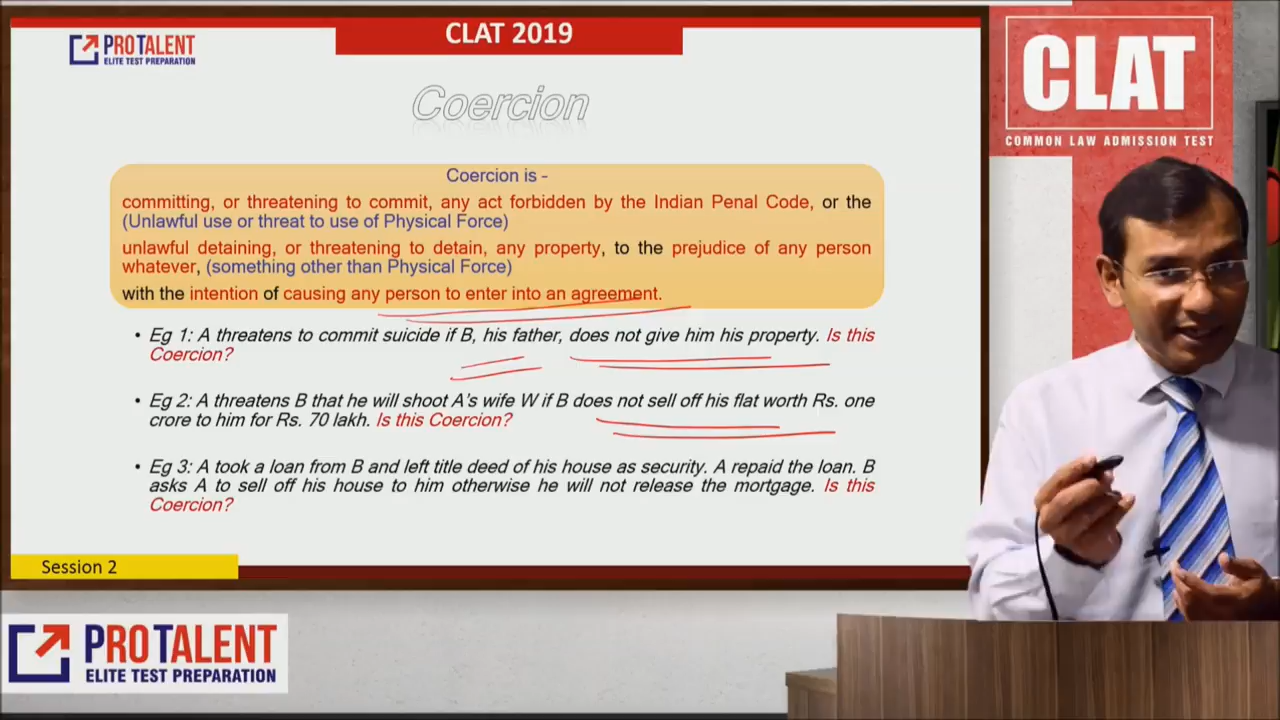 PROTALENT
ELITE TEST PREPARATION
CLAT 2019
CLAT
COMMON LAW ADMISSION TEST
Coercion
Coercion is -
committing, or threatening to commit, any act forbidden by the Indian Penal Code, or the
(Unlawful use or threat to use of Physical Force)
unlawful detaining, or threatening to detain, any property, to the prejudice of any person
whatever, (something other than Physical Force)
with the intention of causing any person to enter into an agreement.
• Eg 1: A threatens to commit suicide if B, his father, does not give him his property. Is this
Coercion?
• Eg 2: A threatens B that he will shoot A's wife W if B does not sell off his flat worth Rs. one
crore to him for Rs. 70 lakh. Is this Coercion?
• Eg 3: A took a loan from B and left title deed of his house as security. A repaid the loan. B
asks A to sell off his house to him otherwise he will not release the mortgage. Is this
Coercion?
Session 2
PROTALENT
ELITE TEST PREPARATION